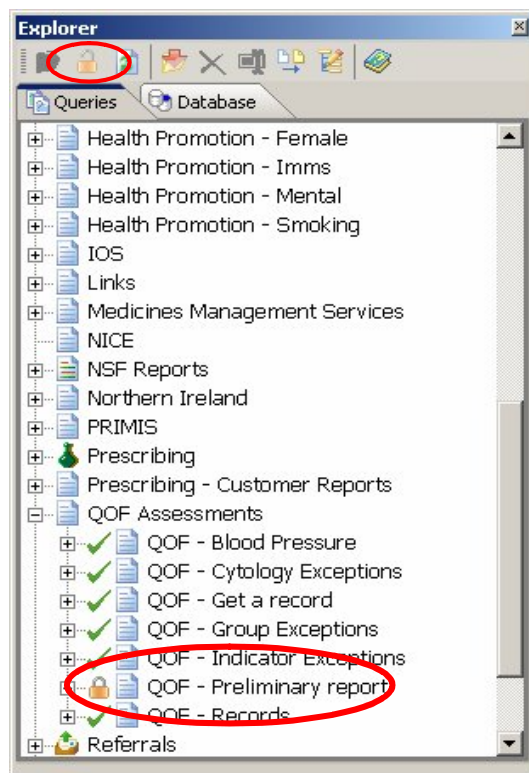 Explorer
Queries Database
Health Promotion - Female
Health Promotion - Imms
Health Promotion - Mental
Health Promotion - Smoking
IOS
Links
Medicines Management Services
NICE
NSF Reports
Northern Ireland
PRIMIS
Prescribing
Prescribing - Customer Reports
QOF Assessments
QOF - Blood Pressure
QOF - Cytology Exceptions
QOF - Get a record
QOF - Group Exceptions
QOF - Indicator Exceptions
QOF - Preliminary report
QOF - Records
Referrals